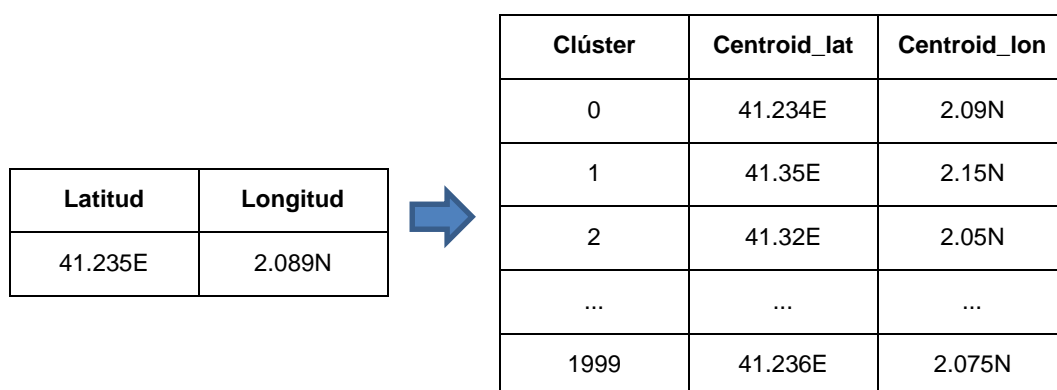 Latitud Longitud
41.235E 2.089N
Clúster Centroid_lat Centroid_lon
0 41.234E 2.09N
1 41.35E 2.15N
2 41.32E 2.05N
... ... ...
1999 41.236E 2.075N